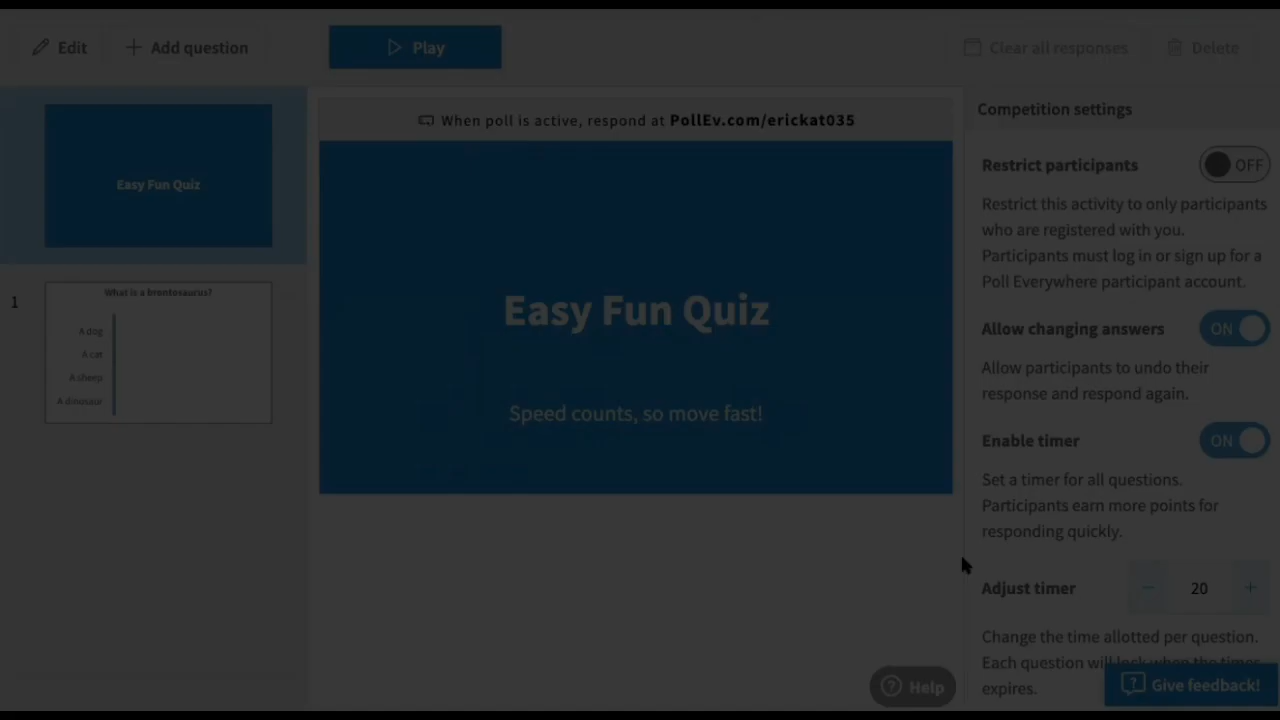 Edit
Add question
Play
Clear all responses
Delete
Easy Fun Quiz
1
What is a Brontosaurus?
A dog
A cat
A sheep
A dinosaur
When poll is active, respond at PollEv.com/erickat035
Easy Fun Quiz
Speed counts, so move fast!
Competition settings
Restrict participants
OFF
Restrict this activity to only participants
who are registered with you.
Participants must log in or sign up for a
Poll Everywhere participant account.
Allow changing answers
ON
Allow participants to undo their
response and respond again.
Enable timer
ON
Set a timer for all questions.
Participants earn more points for
responding quickly.
Adjust timer
20
Change the time allotted per question.
Each question will lock when the timer
expires.
Help
Give feedback!